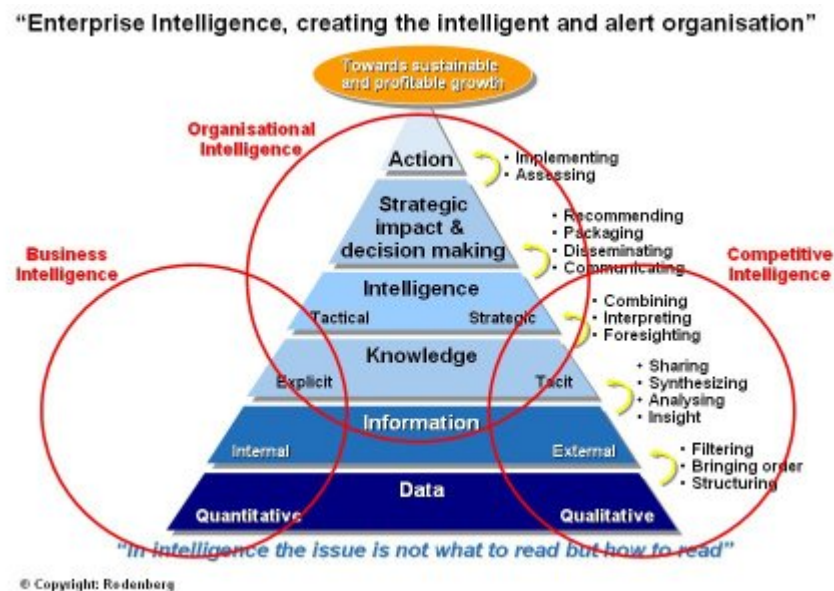 “Enterprise Intelligence, creating the intelligent and alert organisation”
Towards sustainable
and profitable growth
Organisational
Intelligence
Action
• Implementing
• Assessing
Strategic
impact &
decision making
• Recommending
• Packaging
• Disseminating
• Communicating
Business
Intelligence
Competitive
Intelligence
Intelligence
Tactical Strategic
• Combining
• Interpreting
• Foresighting
Knowledge
Explicit Tacit
• Sharing
• Synthesizing
• Analysing
• Insight
Information
Internal External
• Filtering
• Bringing order
• Structuring
Data
Quantitative Qualitative
“In intelligence the issue is not what to read but how to read”
© Copyright: Rodenberg